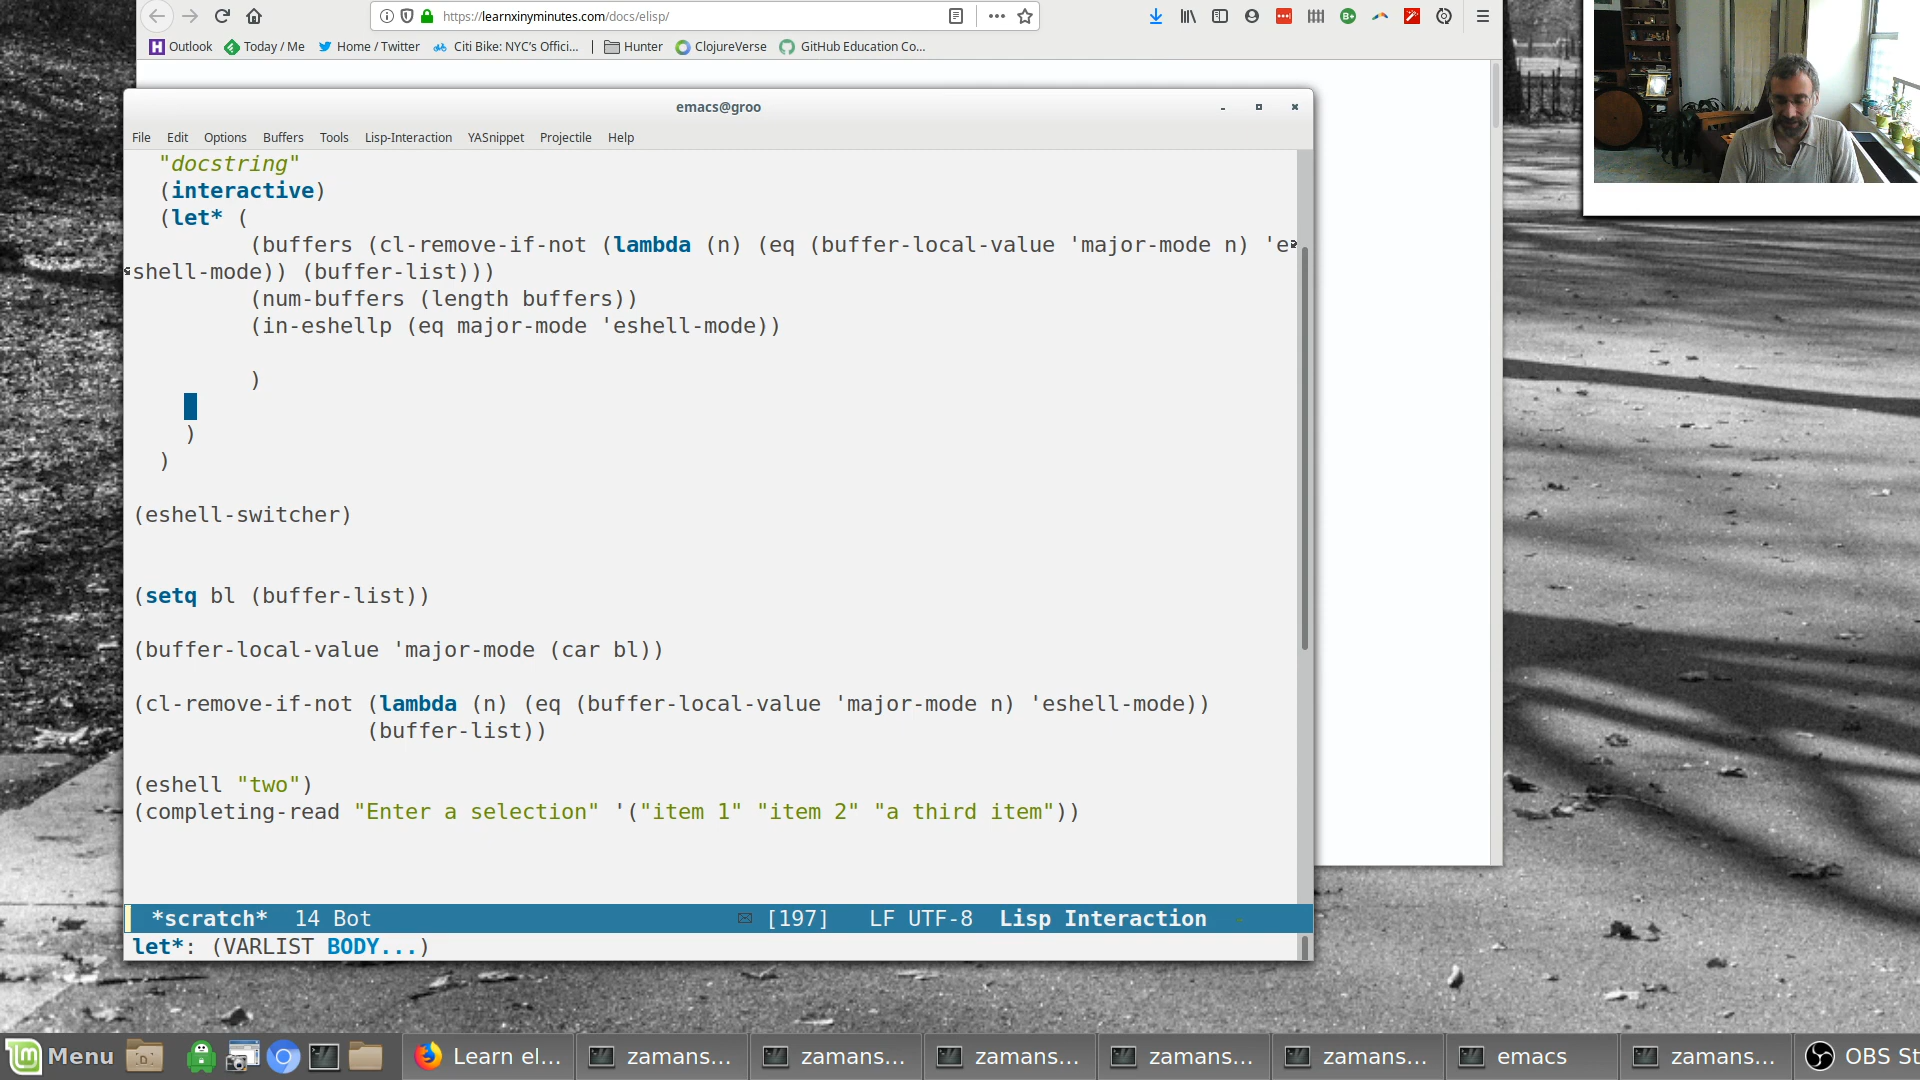 https://learnxinyminutes.com/docs/elisp/
Outlook Today / Me Home / Twitter Citi Bike: NYC's Offici... Hunter ClojureVerse GitHub Education Co...
emacs@groo
File Edit Options Buffers Tools Lisp-Interaction YASnippet Projectile Help
"docstring"
(interactive)
(let* (
(buffers (cl-remove-if-not (lambda (n) (eq (buffer-local-value 'major-mode n) 'e
shell-mode)) (buffer-list)))
(num-buffers (length buffers))
(in-eshellp (eq major-mode 'eshell-mode))
)
)
)
(eshell-switcher)
(setq bl (buffer-list))
(buffer-local-value 'major-mode (car bl))
(cl-remove-if-not (lambda (n) (eq (buffer-local-value 'major-mode n) 'eshell-mode))
(buffer-list))
(eshell "two")
(completing-read "Enter a selection" '("item 1" "item 2" "a third item"))
*scratch* 14 Bot [197] LF UTF-8 Lisp Interaction
let*: (VARLIST BODY...)
Menu Learn el... zamans... zamans... zamans... zamans... zamans... emacs zamans... OBS St